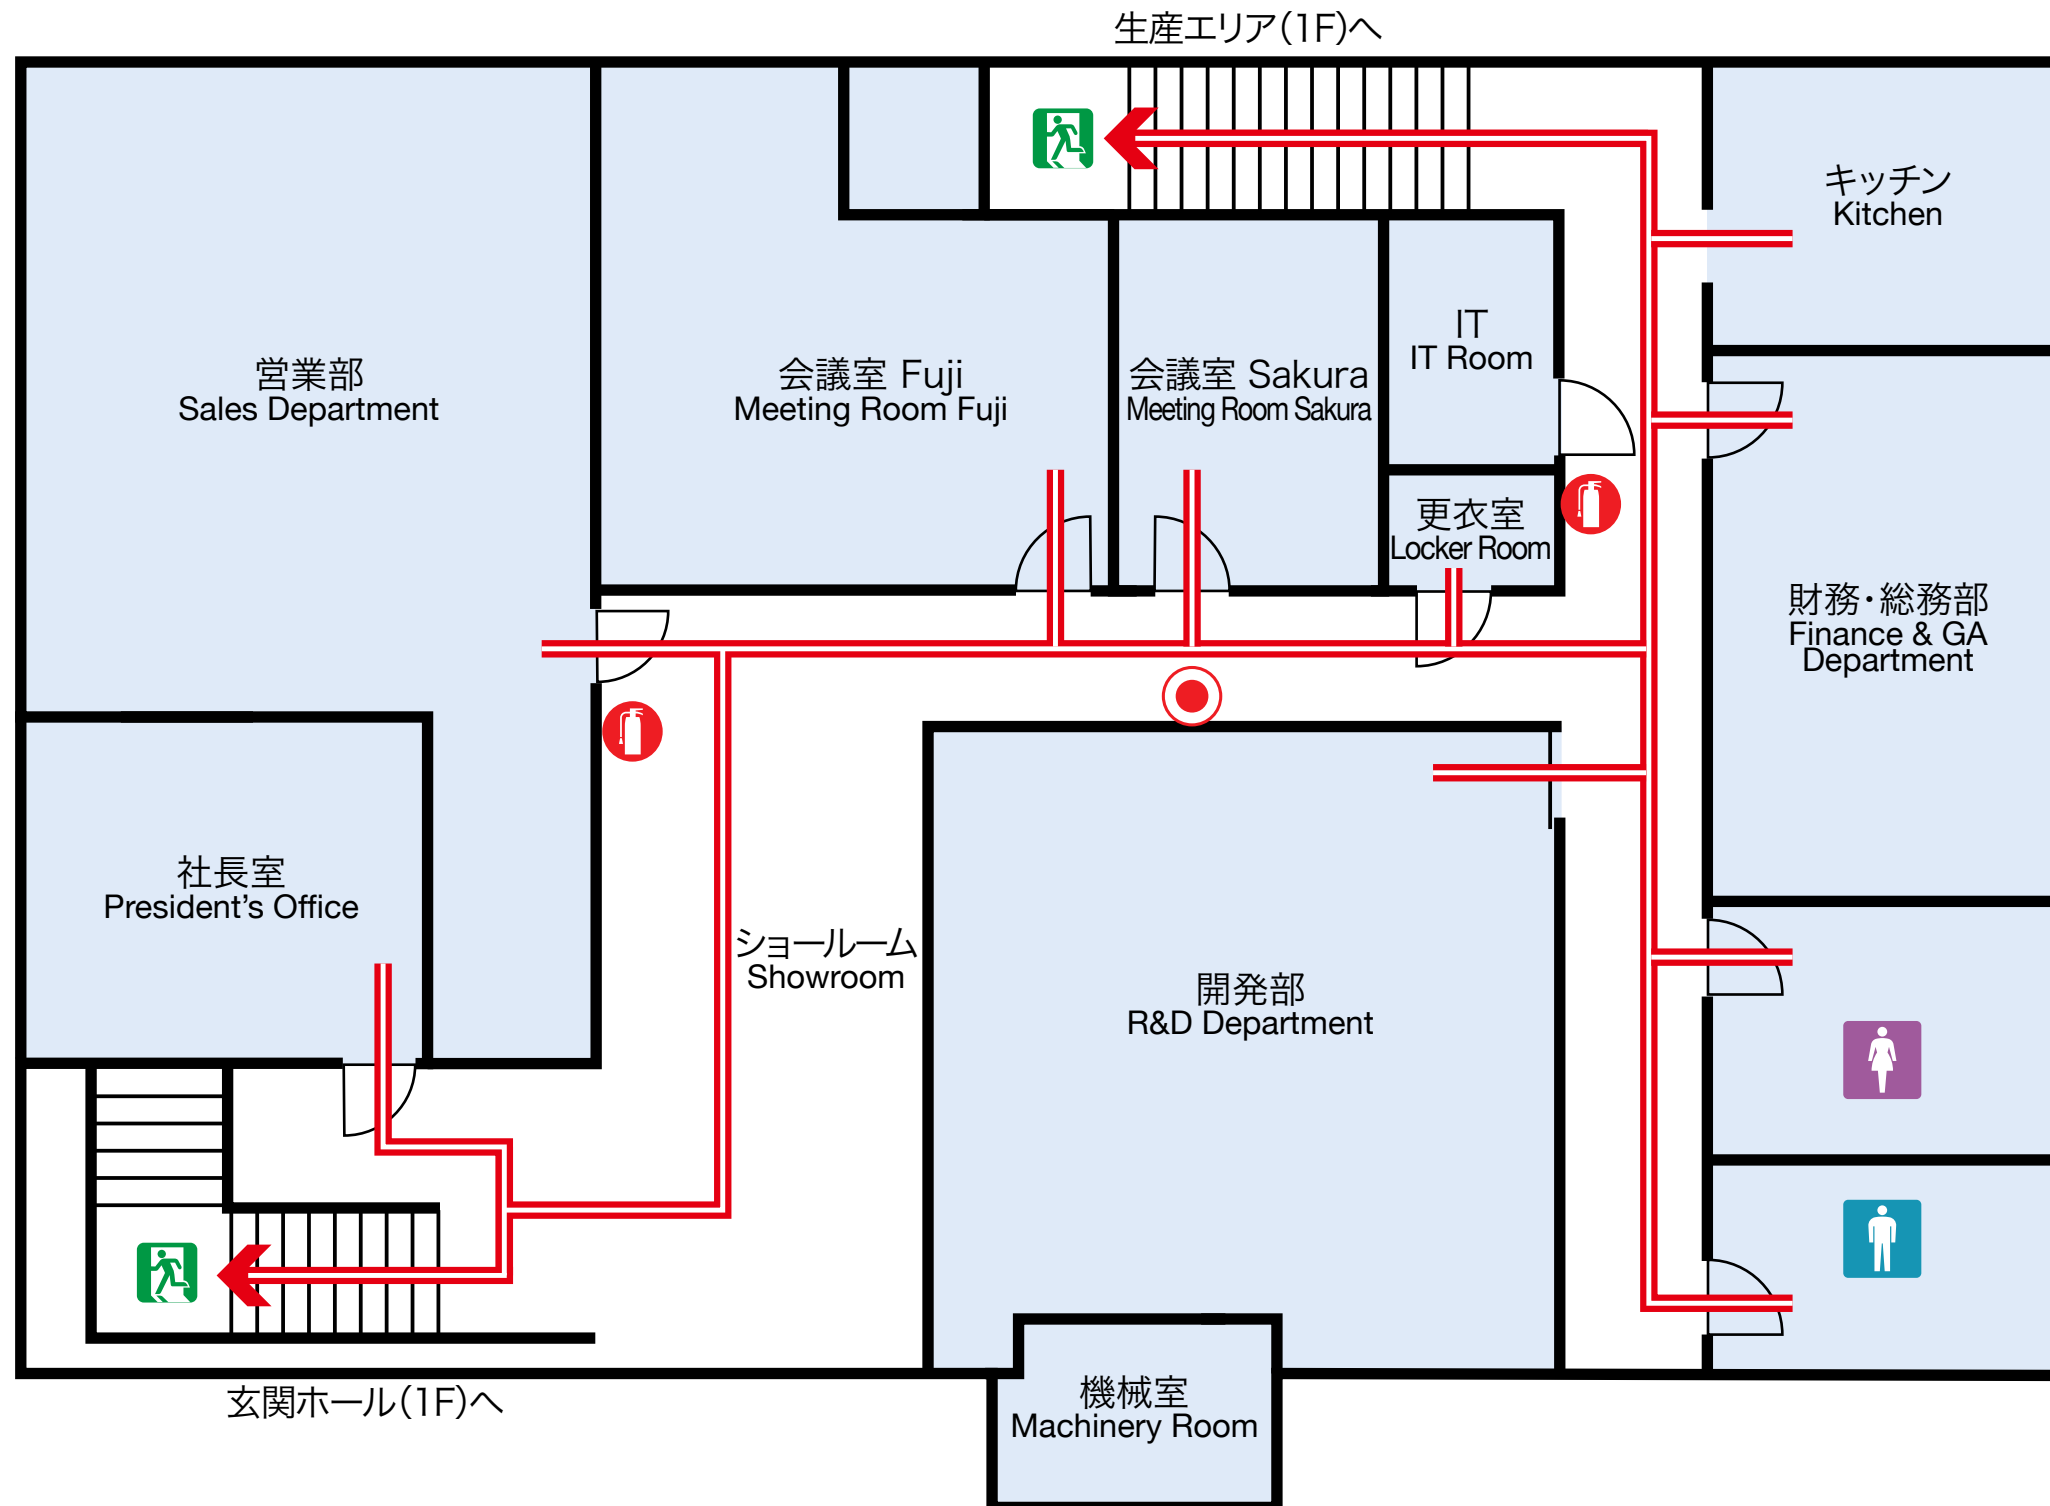 生産エリア(1F)へ
キッチン
Kitchen
営業部
Sales Department
会議室 Fuji
Meeting Room Fuji
会議室 Sakura
Meeting Room Sakura
IT
IT Room
更衣室
Locker Room
財務・総務部
Finance & GA
Department
社長室
President’s Office
ショールーム
Showroom
開発部
R&D Department
機械室
Machinery Room
玄関ホール(1F)へ